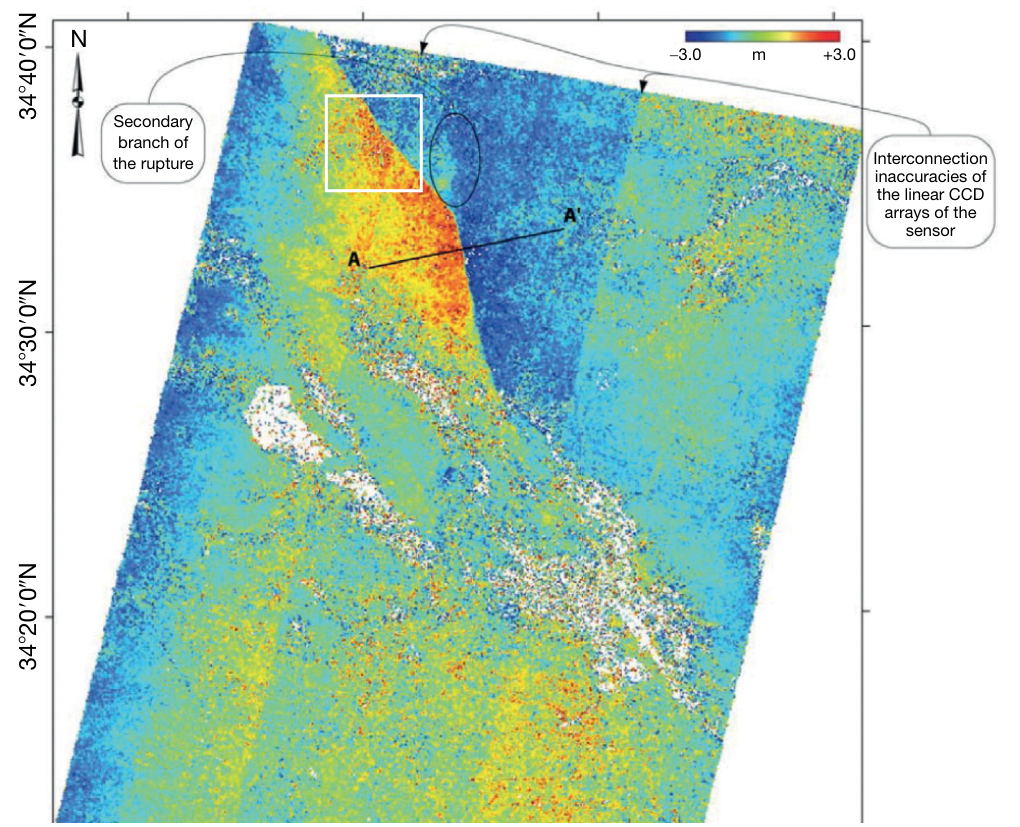 N
−3.0 m +3.0
34°40′0″N
34°30′0″N
34°20′0″N
Secondary
branch of
the rupture
Interconnection
inaccuracies of
the linear CCD
arrays of the
sensor
A
A'